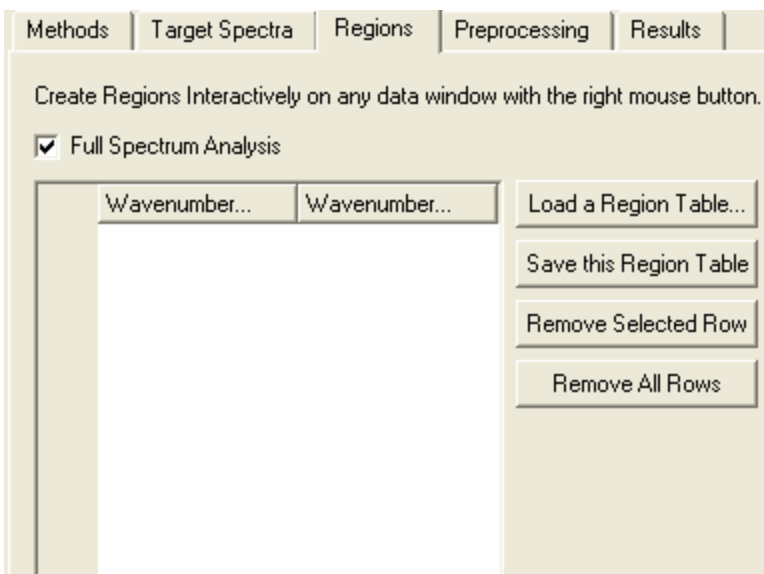 Methods Target Spectra Regions Preprocessing Results
Create Regions Interactively on any data window with the right mouse button.
Full Spectrum Analysis
Wavenumber... Wavenumber... Load a Region Table...
Save this Region Table
Remove Selected Row
Remove All Rows